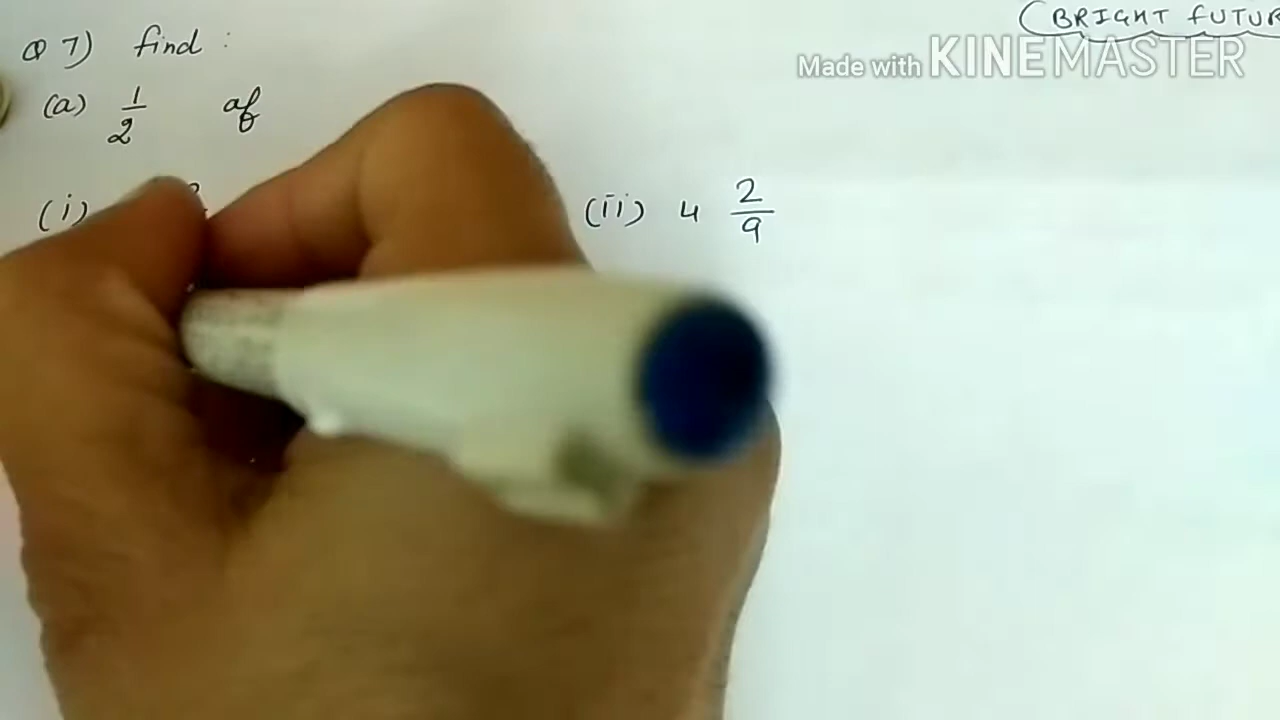 (BRIGHT FUTUR
Made with KINEMASTER
Q 7) find :
(a) 1/2 of
(i) (ii) 4 2/9